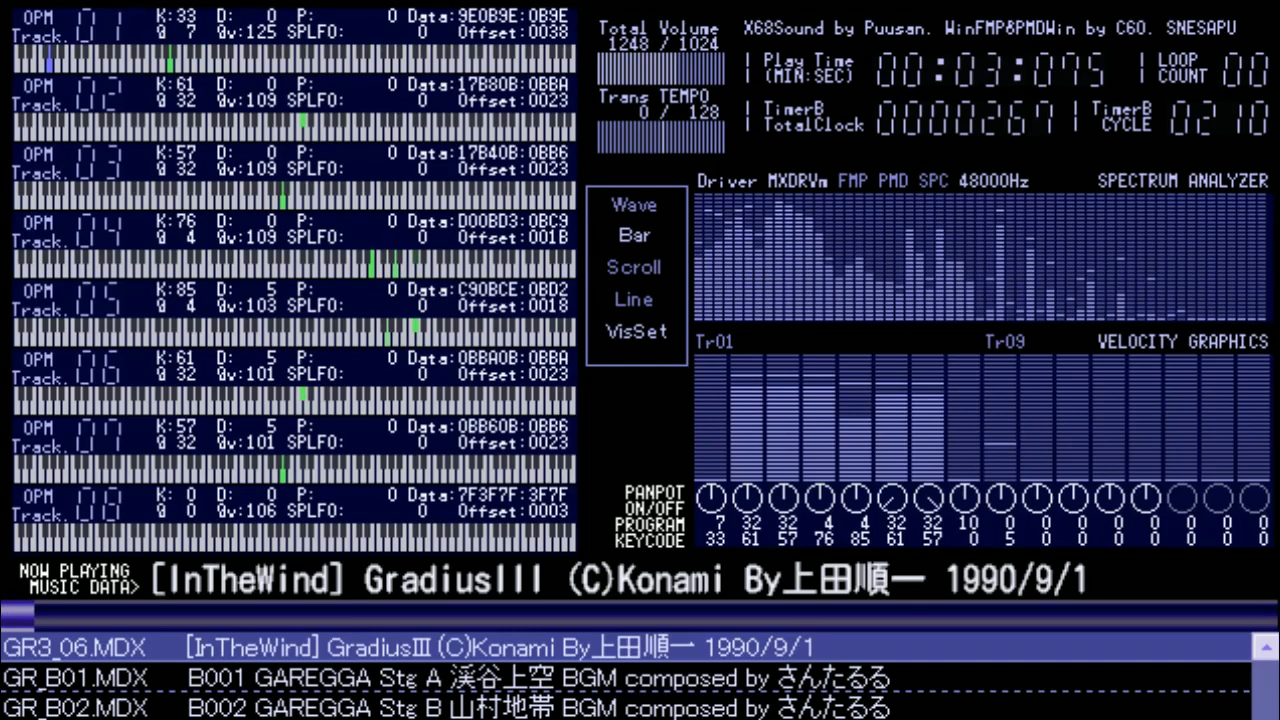 OPM Track. 01 K: 33 D: 0 P: 0 Data:9E0B9E:0B9E
@ 7 @v:125 SPLFO: 0 Offset:0038
OPM Track. 02 K: 61 D: 0 P: 0 Data:17B80B:0BBA
@ 32 @v:109 SPLFO: 0 Offset:0023
OPM Track. 03 K: 57 D: 0 P: 0 Data:17B40B:0BB6
@ 32 @v:109 SPLFO: 0 Offset:0023
OPM Track. 04 K: 76 D: 0 P: 0 Data:D00BD3:0BC9
@ 4 @v:109 SPLFO: 0 Offset:001B
OPM Track. 05 K: 85 D: 5 P: 0 Data:C90BCE:0BD2
@ 4 @v:103 SPLFO: 0 Offset:0018
OPM Track. 06 K: 61 D: 5 P: 0 Data:0BBA0B:0BBA
@ 32 @v:101 SPLFO: 0 Offset:0023
OPM Track. 07 K: 57 D: 5 P: 0 Data:0BB60B:0BB6
@ 32 @v:101 SPLFO: 0 Offset:0023
OPM Track. 08 K: 0 D: 0 P: 0 Data:7F3F7F:3F7F
@ 0 @v:106 SPLFO: 0 Offset:0003
Total Volume
1248 / 1024
Trans TEMPO
0 / 128
X68Sound by Puusan. WinFMP&PMDWin by C60. SNESAPU
Play Time (MIN:SEC) 00:03:075 LOOP COUNT 00
TimerB TotalClock 0000267 TimerB CYCLE 0210
Wave
Bar
Scroll
Line
VisSet
Driver MXDRVm FMP PMD SPC 48000Hz SPECTRUM ANALYZER
Tr01 Tr09 VELOCITY GRAPHICS
PANPOT
ON/OFF
PROGRAM 7 32 32 4 4 32 32 10 0 0 0 0 0 0 0 0
KEYCODE 33 61 57 76 85 61 57 0 5 0 0 0 0 0 0 0
NOW PLAYING
MUSIC DATA> [InTheWind] GradiusIII (C)Konami By上田順一 1990/9/1
GR3_06.MDX [InTheWind] GradiusⅢ (C)Konami By上田順一 1990/9/1
GR_B01.MDX B001 GAREGGA Stg A 渓谷上空 BGM composed by さんたるる
GR_B02.MDX B002 GAREGGA Stg B 山村地帯 BGM composed by さんたるる